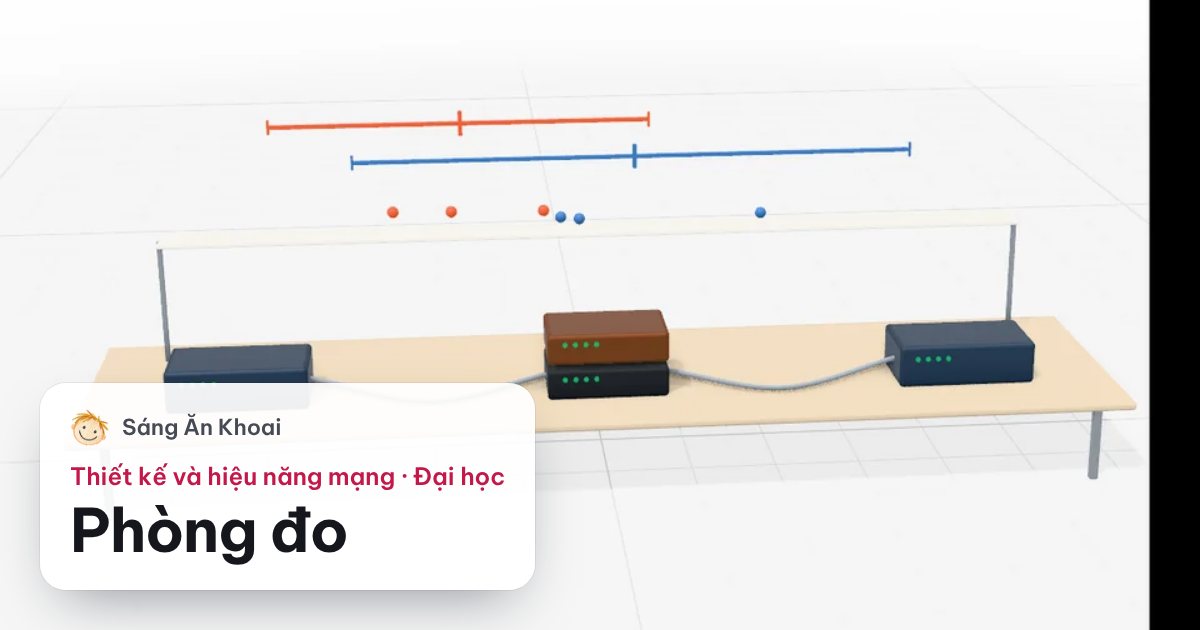 Sáng Ăn Khoai
Thiết kế và hiệu năng mạng · Đại học
Phòng đo